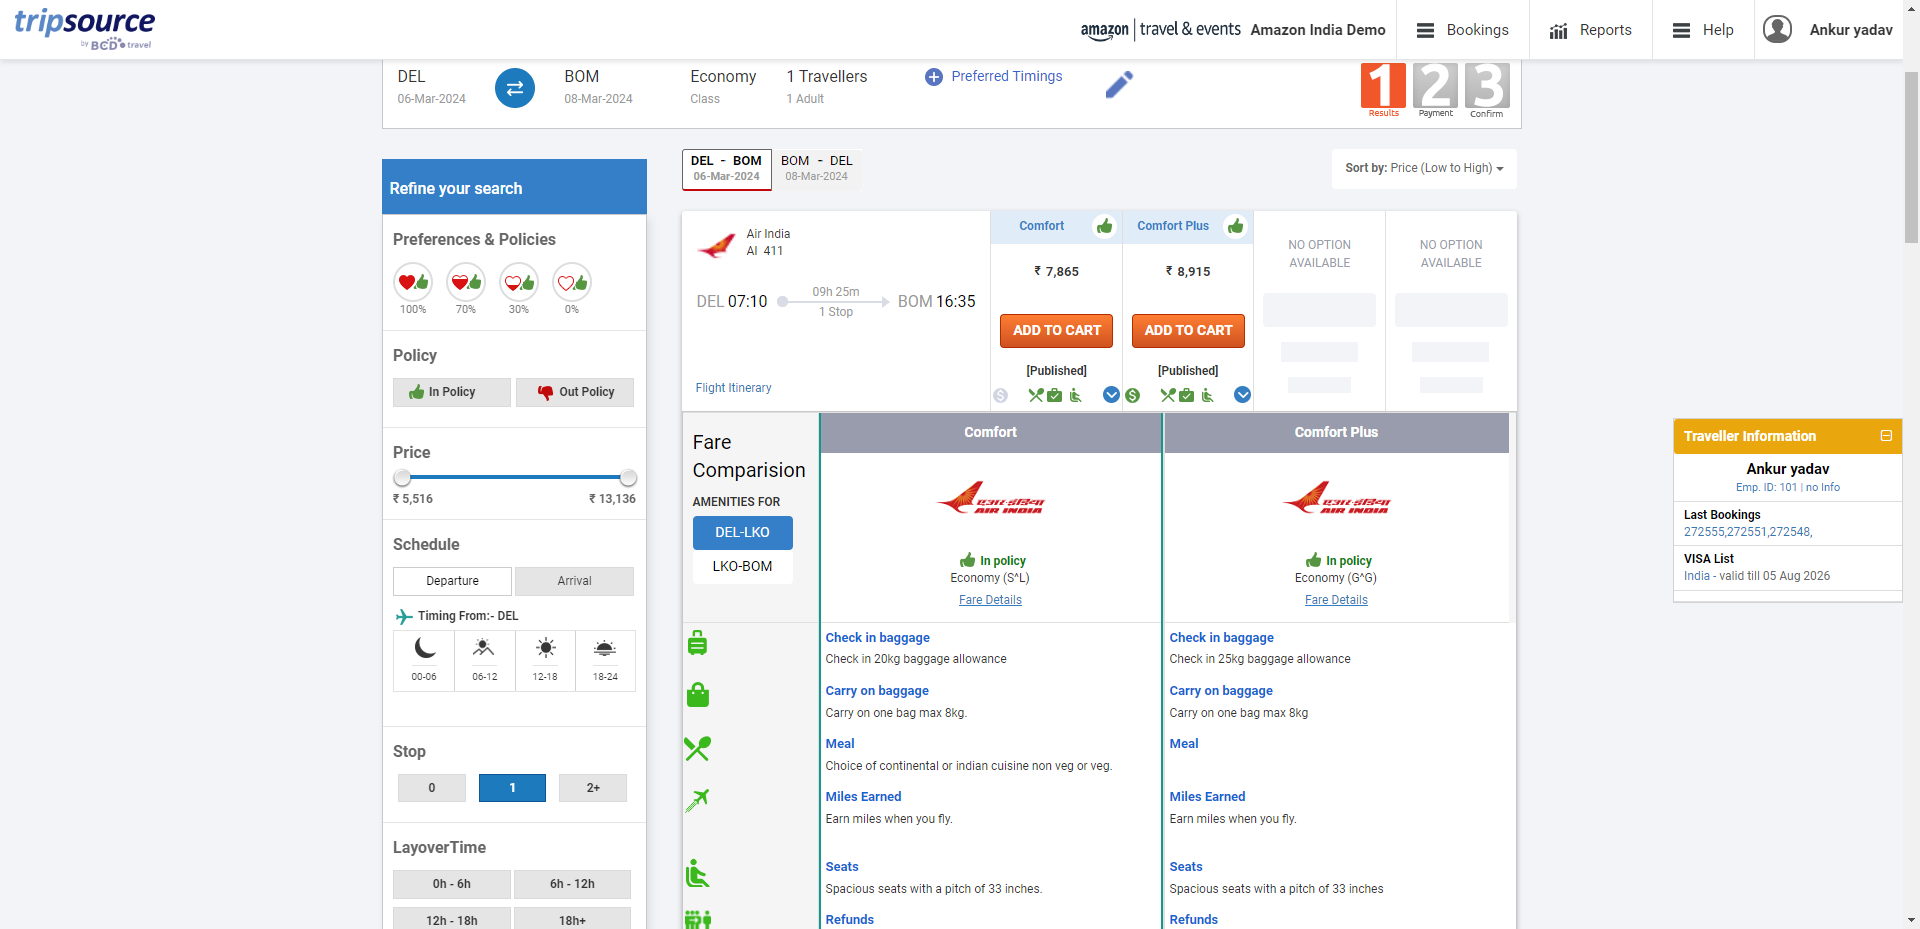 tripsource
by BCD travel
amazon | travel & events
Amazon India Demo
Bookings
Reports
Help
Ankur yadav
DEL
06-Mar-2024
BOM
08-Mar-2024
Economy
Class
1 Travellers
1 Adult
Preferred Timings
1 2 3
Results Payment Confirm
Refine your search
Preferences & Policies
100% 70% 30% 0%
Policy
In Policy
Out Policy
Price
₹ 5,516 ₹ 13,136
Schedule
Departure Arrival
Timing From:- DEL
00-06 06-12 12-18 18-24
Stop
0 1 2+
LayoverTime
0h - 6h 6h - 12h
12h - 18h 18h+
DEL - BOM
06-Mar-2024
BOM - DEL
08-Mar-2024
Sort by: Price (Low to High)
Air India
AI 411
DEL 07:10
09h 25m
1 Stop
BOM 16:35
Flight Itinerary
Comfort
₹ 7,865
ADD TO CART
[Published]
Comfort Plus
₹ 8,915
ADD TO CART
[Published]
NO OPTION
AVAILABLE
NO OPTION
AVAILABLE
Fare
Comparision
AMENITIES FOR
DEL-LKO
LKO-BOM
Comfort
एअर इंडिया
AIR INDIA
In policy
Economy (S^L)
Fare Details
Check in baggage
Check in 20kg baggage allowance
Carry on baggage
Carry on one bag max 8kg.
Meal
Choice of continental or indian cuisine non veg or veg.
Miles Earned
Earn miles when you fly.
Seats
Spacious seats with a pitch of 33 inches.
Refunds
Comfort Plus
एअर इंडिया
AIR INDIA
In policy
Economy (G^G)
Fare Details
Check in baggage
Check in 25kg baggage allowance
Carry on baggage
Carry on one bag max 8kg
Meal
Miles Earned
Earn miles when you fly.
Seats
Spacious seats with a pitch of 33 inches
Refunds
Traveller Information
Ankur yadav
Emp. ID: 101 | no Info
Last Bookings
272555,272551,272548,
VISA List
India - valid till 05 Aug 2026